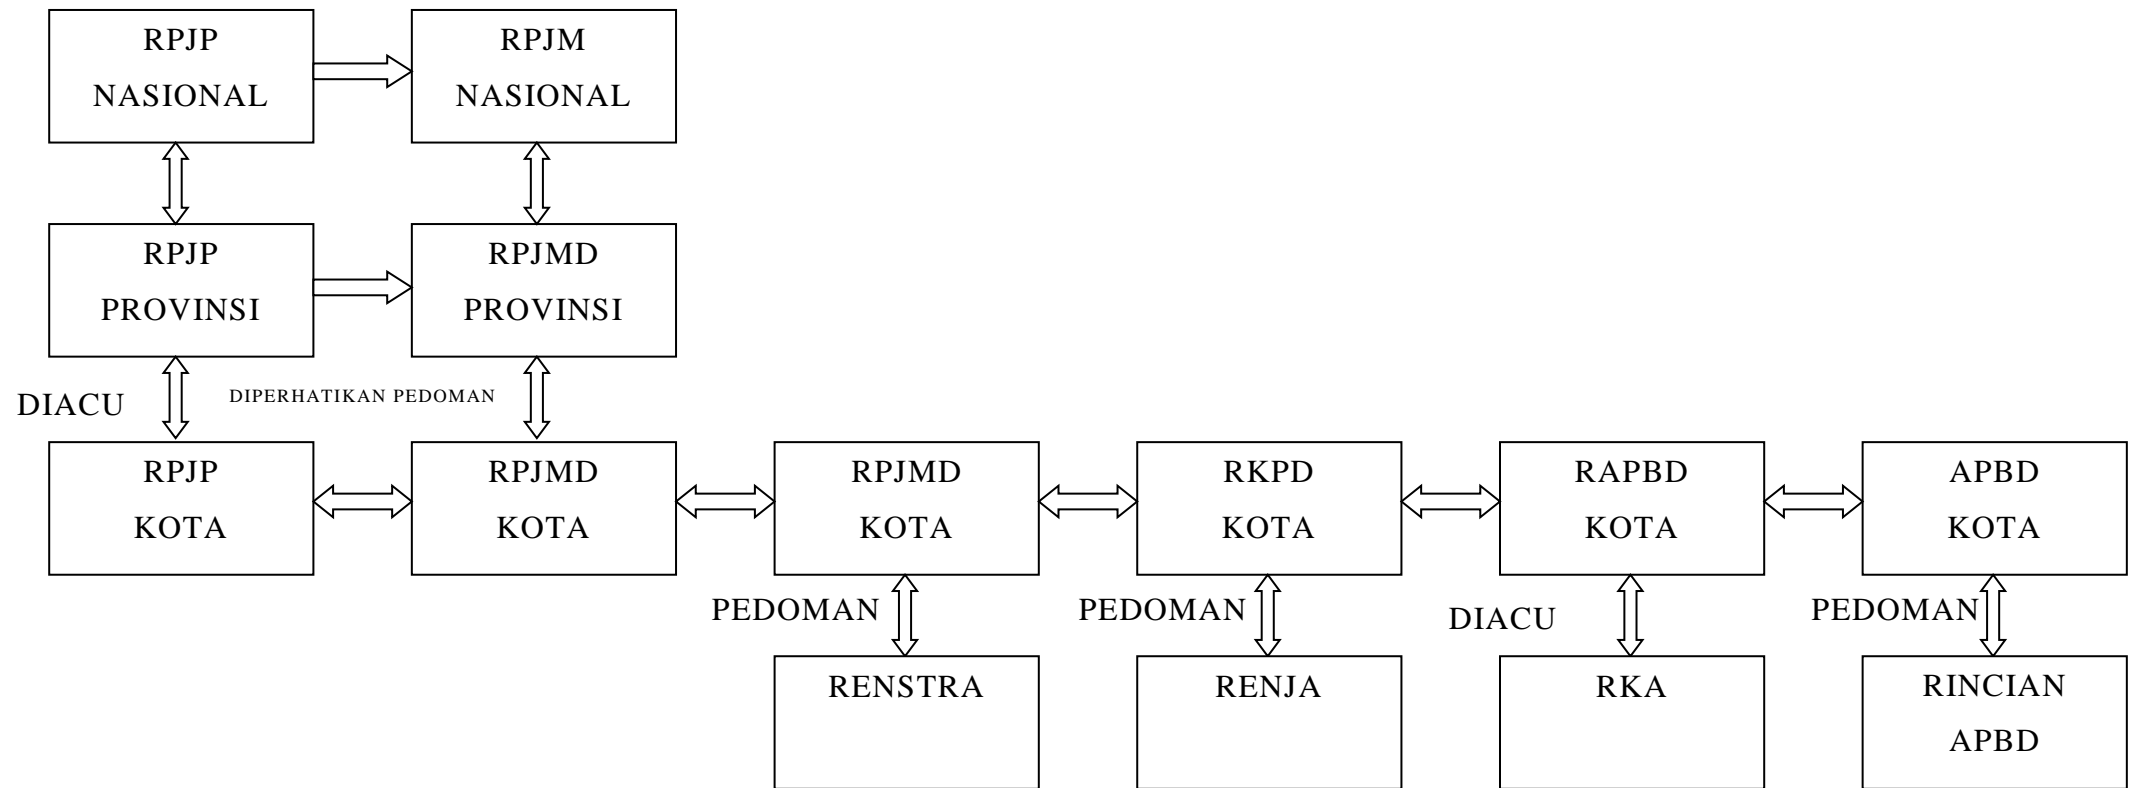 RPJP
NASIONAL
RPJM
NASIONAL
RPJP
PROVINSI
RPJMD
PROVINSI
DIACU
DIPERHATIKAN PEDOMAN
RPJP
KOTA
RPJMD
KOTA
RPJMD
KOTA
RKPD
KOTA
RAPBD
KOTA
APBD
KOTA
PEDOMAN
PEDOMAN
DIACU
PEDOMAN
RENSTRA
RENJA
RKA
RINCIAN
APBD